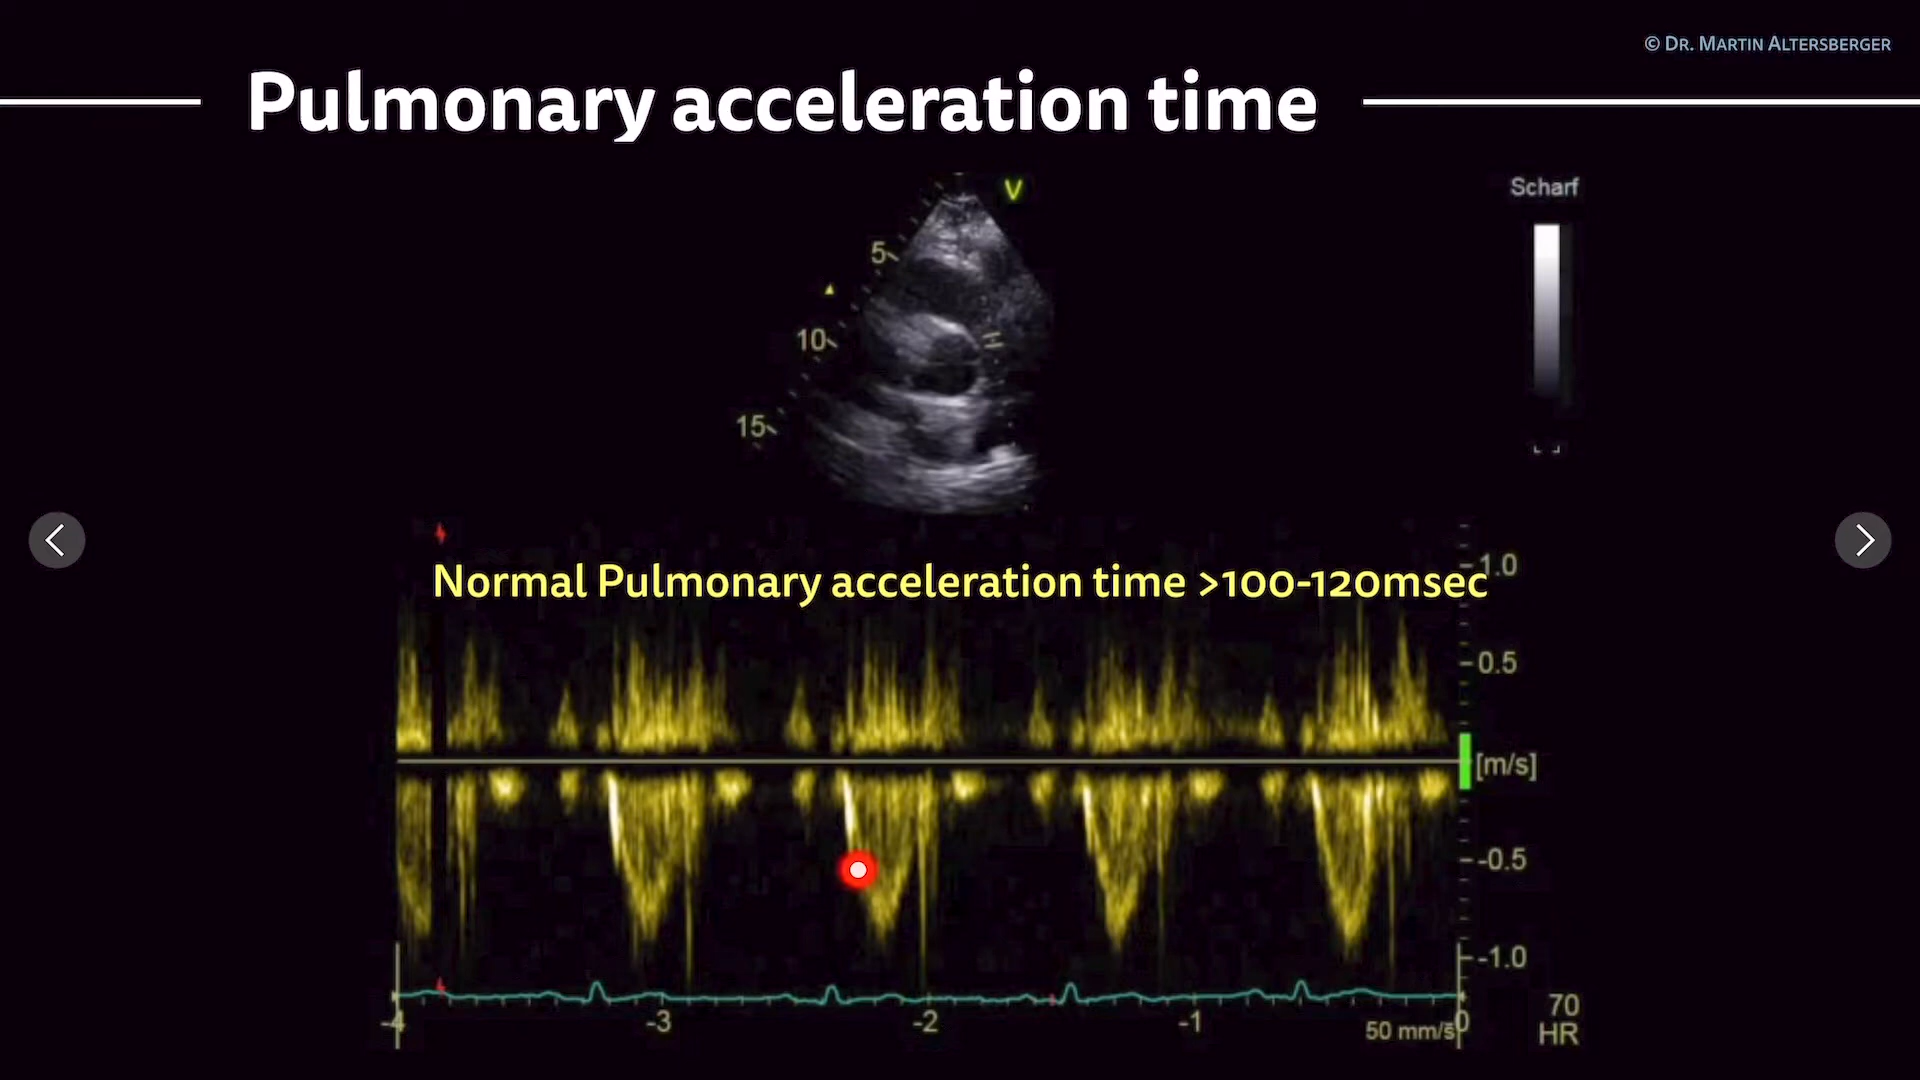 © Dr. Martin Altersberger
Pulmonary acceleration time
V
Scharf
5
10
15
Normal Pulmonary acceleration time >100-120msec
1.0
0.5
[m/s]
-0.5
-1.0
-4
-3
-2
-1
0
50 mm/s
70
HR